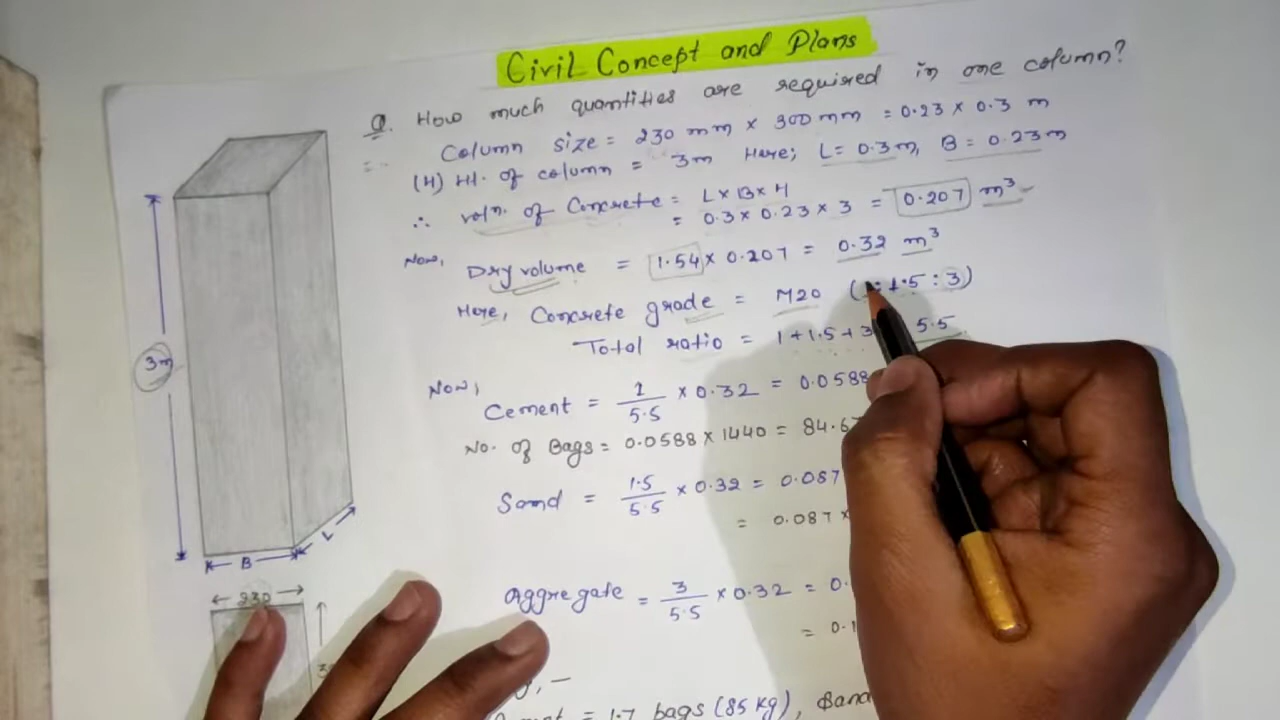 Civil Concept and Plans
Q. How much quantities are required in one column?
Column size = 230 mm × 300 mm = 0.23 × 0.3 m
(H) Ht. of column = 3m Here; L = 0.3m, B = 0.23m
∴ voln. of Concrete = L×B×H
= 0.3 × 0.23 × 3 = 0.207 m³
Now, Dry volume = 1.54 × 0.207 = 0.32 m³
Here, Concrete grade = M20 ( : 1.5 : 3)
Total ratio = 1+1.5+3 5.5
Now,
Cement = 1/5.5 × 0.32 = 0.0588
No. of Bags = 0.0588 × 1440 = 84.67
Sand = 1.5/5.5 × 0.32 = 0.087
= 0.087 ×
Aggregate = 3/5.5 × 0.32 = 0.
= 0.1
= 1.7 bags (85 kg),
3m
B
L
230